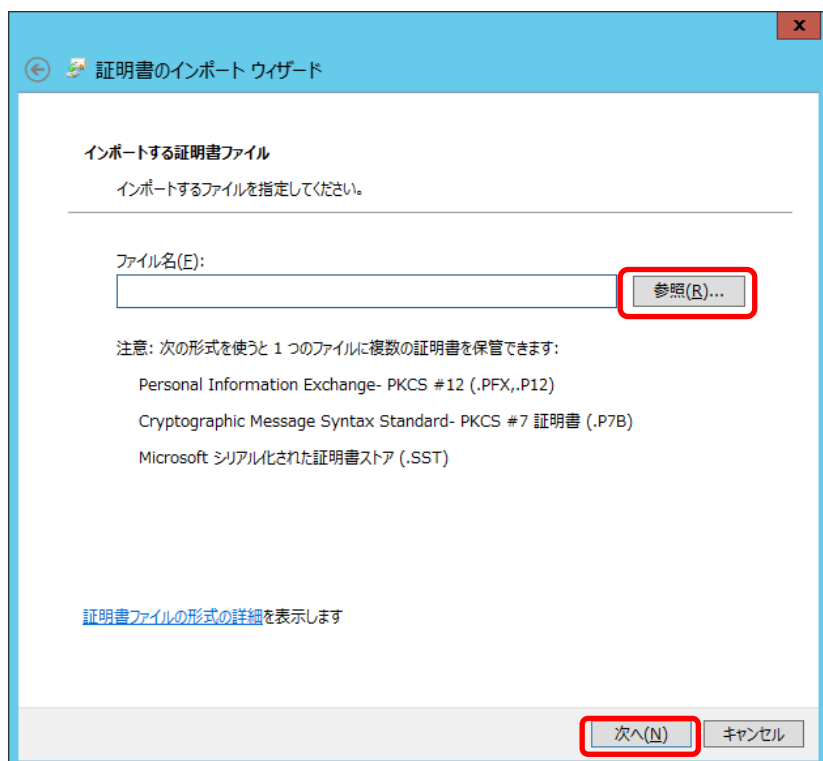 x
証明書のインポート ウィザード
インポートする証明書ファイル
インポートするファイルを指定してください。
ファイル名(F):
参照(R)...
注意: 次の形式を使うと 1 つのファイルに複数の証明書を保管できます:
Personal Information Exchange- PKCS #12 (.PFX,.P12)
Cryptographic Message Syntax Standard- PKCS #7 証明書 (.P7B)
Microsoft シリアル化された証明書ストア (.SST)
証明書ファイルの形式の詳細を表示します
次へ(N)
キャンセル